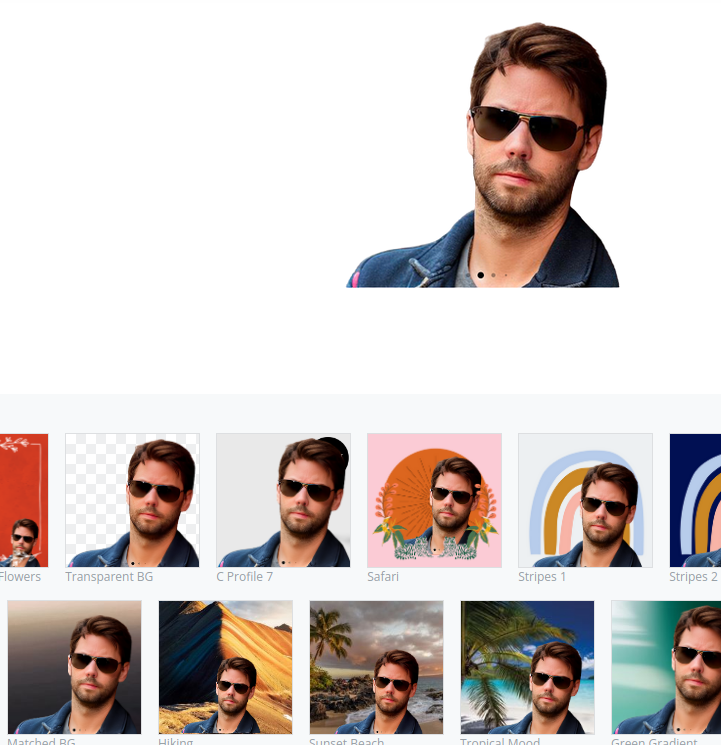 Flowers
Transparent BG
C Profile 7
Safari
Stripes 1
Stripes 2
Matched BG
Hiking
Sunset Beach
Tropical Mood
Green Gradient